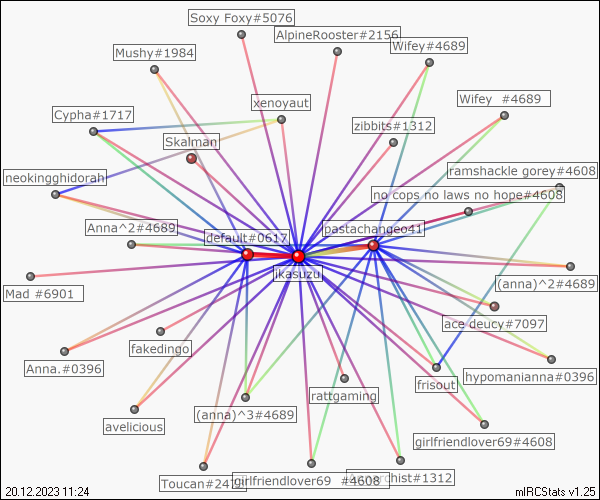 Soxy Foxy#5076
AlpineRooster#2156
Wifey#4689
Mushy#1984
Wifey  #4689
xenoyaut
Cypha#1717
zibbits#1312
Skalman
ramshackle gorey#4608
neokingghidorah
no cops no laws no hope#4608
Anna^2#4689
default#0617
pastachangeo41
ikasuzu
(anna)^2#4689
Mad #6901
ace deucy#7097
fakedingo
Anna.#0396
hypomanianna#0396
frisout
rattgaming
avelicious
(anna)^3#4689
girlfriendlover69#4608
Toucan#247
girlfriendlover69  #4608
chist#1312
20.12.2023 11:24
mIRCStats v1.25